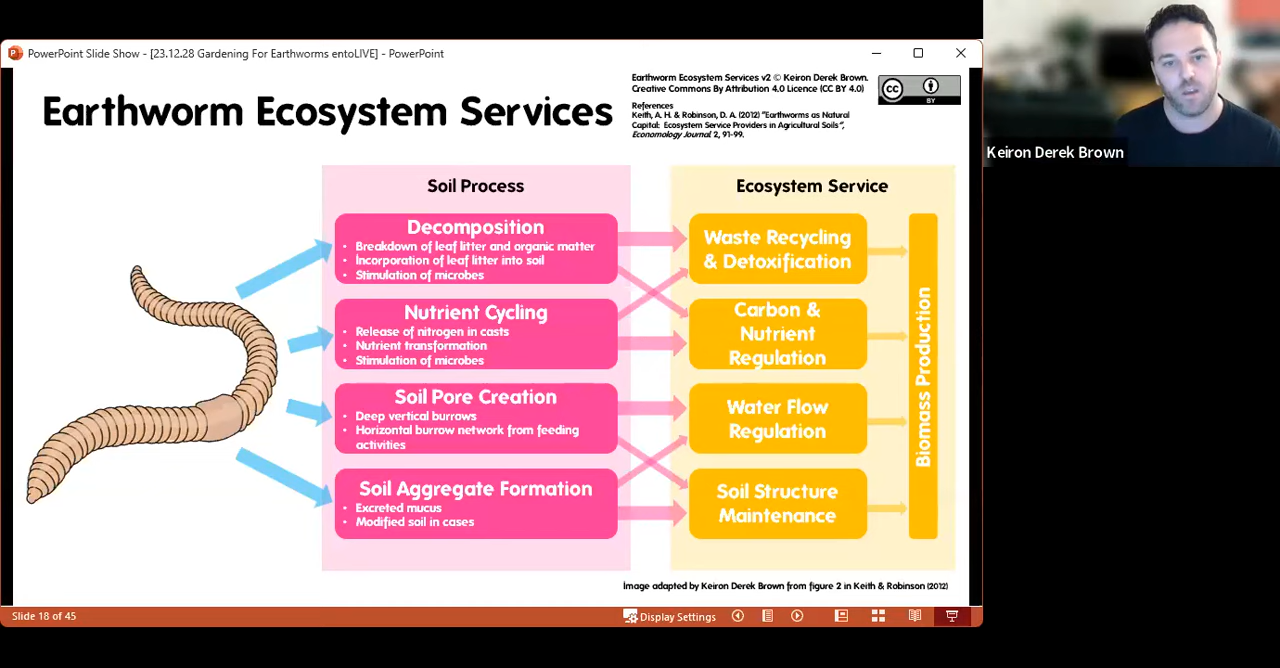 PowerPoint Slide Show - [23.12.28 Gardening For Earthworms entoLIVE] - PowerPoint
Earthworm Ecosystem Services
Earthworm Ecosystem Services v2 © Keiron Derek Brown.
Creative Commons By Attribution 4.0 Licence (CC BY 4.0)
References
Keith, A. H. & Robinson, D. A. (2012) "Earthworms as Natural
Capital: Ecosystem Service Providers in Agricultural Soils",
Economology Journal. 2, 91-99.
CC
BY
Keiron Derek Brown
Soil Process
Decomposition
• Breakdown of leaf litter and organic matter
• Incorporation of leaf litter into soil
• Stimulation of microbes
Nutrient Cycling
• Release of nitrogen in casts
• Nutrient transformation
• Stimulation of microbes
Soil Pore Creation
• Deep vertical burrows
• Horizontal burrow network from feeding
activities
Soil Aggregate Formation
• Excreted mucus
• Modified soil in cases
Ecosystem Service
Waste Recycling
& Detoxification
Carbon &
Nutrient
Regulation
Water Flow
Regulation
Soil Structure
Maintenance
Biomass Production
Image adapted by Keiron Derek Brown from figure 2 in Keith & Robinson (2012)
Slide 18 of 45
Display Settings